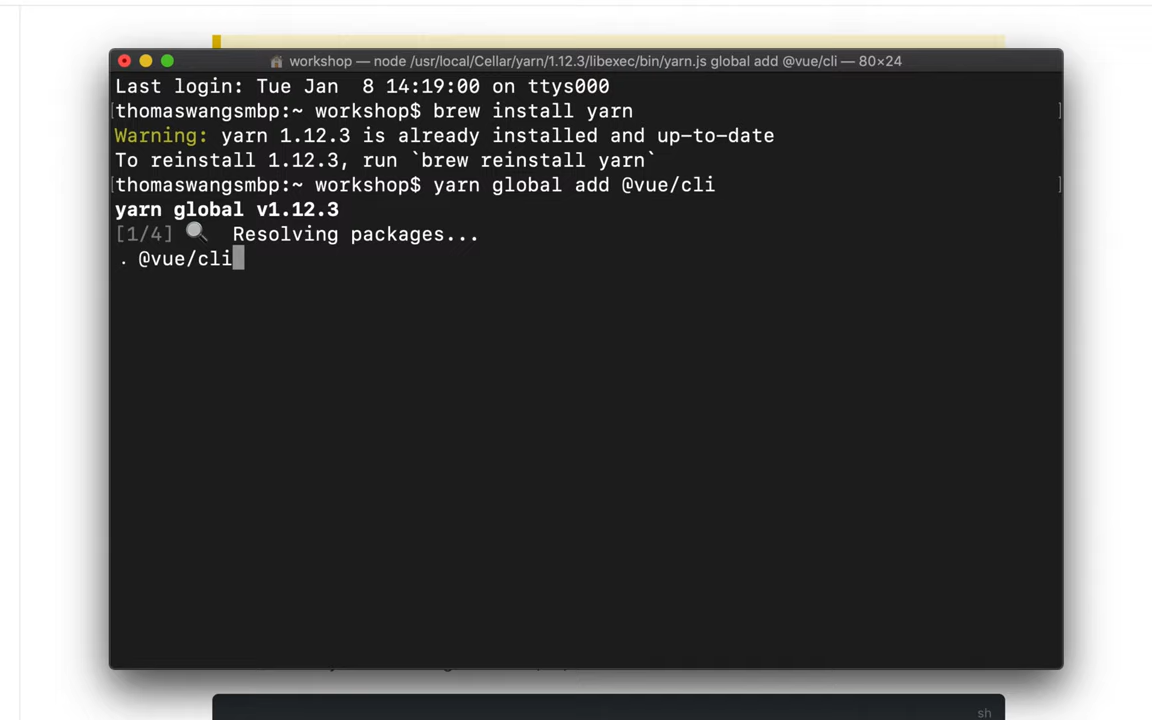 workshop — node /usr/local/Cellar/yarn/1.12.3/libexec/bin/yarn.js global add @vue/cli — 80×24
Last login: Tue Jan  8 14:19:00 on ttys000
[thomaswangsmbp:~ workshop$ brew install yarn ]
Warning: yarn 1.12.3 is already installed and up-to-date
To reinstall 1.12.3, run `brew reinstall yarn`
[thomaswangsmbp:~ workshop$ yarn global add @vue/cli ]
yarn global v1.12.3
[1/4] 🔍  Resolving packages...
. @vue/cli
sh